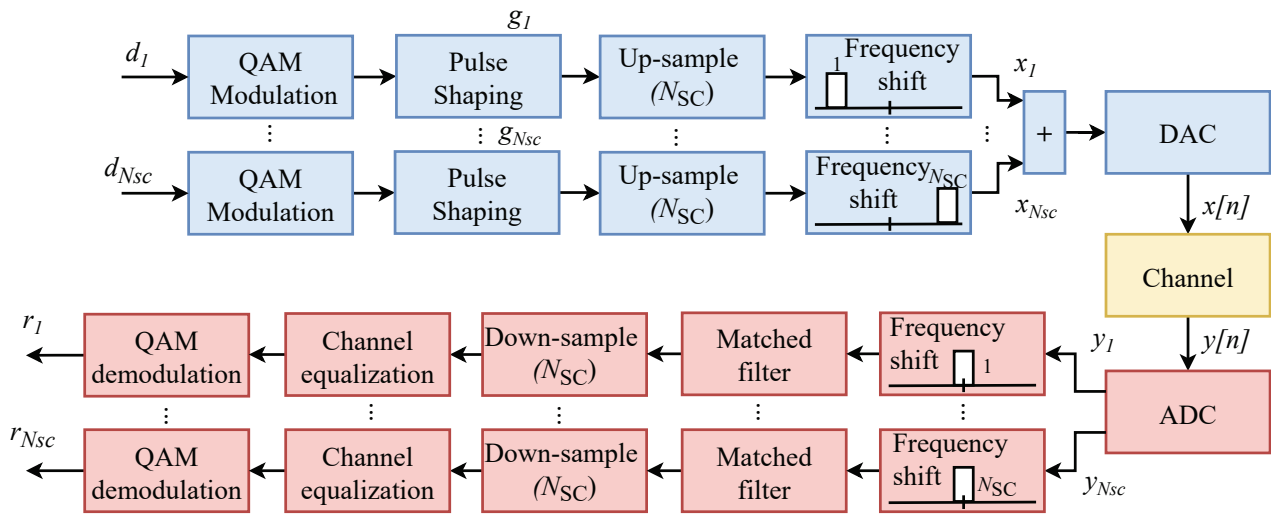 g1
d1
QAM
Modulation
Pulse
Shaping
Up-sample
(NSC)
Frequency
shift
1
x1
⋮
⋮ gNsc
⋮
⋮
⋮
dNsc
QAM
Modulation
Pulse
Shaping
Up-sample
(NSC)
Frequency
NSC
shift
xNsc
+
DAC
x[n]
Channel
y[n]
ADC
y1
yNsc
r1
QAM
demodulation
Channel
equalization
Down-sample
(NSC)
Matched
filter
Frequency
shift
1
⋮
⋮
⋮
⋮
⋮
rNsc
QAM
demodulation
Channel
equalization
Down-sample
(NSC)
Matched
filter
Frequency
shift
NSC